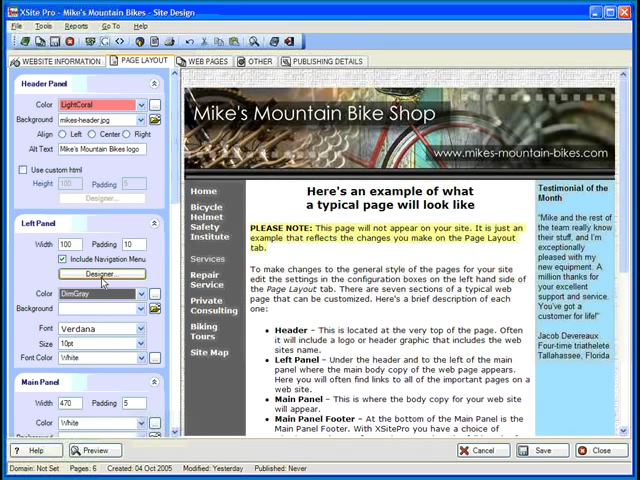 XSite Pro - Mike's Mountain Bikes - Site Design
File Tools Reports Go To Help
WEBSITE INFORMATION PAGE LAYOUT WEB PAGES OTHER PUBLISHING DETAILS
Header Panel
Color LightCoral
Background mikes-header.jpg
Align Left Center Right
Alt Text Mike's Mountain Bikes logo
Use custom html
Height 100 Padding 5
Designer...
Left Panel
Width 100 Padding 10
Include Navigation Menu
Designer...
Color DimGray
Background
Font Verdana
Size 10pt
Font Color White
Main Panel
Width 470 Padding 5
Color White
Mike's Mountain Bike Shop
www.mikes-mountain-bikes.com
Home
Bicycle
Helmet
Safety
Institute
Services
Repair
Service
Private
Consulting
Biking
Tours
Site Map
Here's an example of what
a typical page will look like
PLEASE NOTE: This page will not appear on your site. It is just an
example that reflects the changes you make on the Page Layout
tab.
To make changes to the general style of the pages for your site
edit the settings in the configuration boxes on the left hand side of
the Page Layout tab. There are seven sections of a typical web
page that can be customized. Here's a brief description of each
one:
• Header – This is located at the very top of the page. Often
it will include a logo or header graphic that includes the web
sites name.
• Left Panel – Under the header and to the left of the main
panel where the main body copy of the web page appears.
Here you will often find links to all of the important pages on a
web site.
• Main Panel – This is where the body copy for your web site
will appear.
• Main Panel Footer – At the bottom of the Main Panel is the
Main Panel Footer. With XSitePro you have a choice of
Testimonial of the
Month
"Mike and the rest of
the team really know
their stuff, and I'm
exceptionally
pleased with my
new equipment. A
million thanks for
your excellent
support and service.
You've got a
customer for life!"
Jacob Devereaux
Four-time triathlete
Tallahassee, Florida
? Help Preview Cancel Save Close
Domain: Not Set Pages: 6 Created: 04 Oct 2005 Modified: Yesterday Published: Never